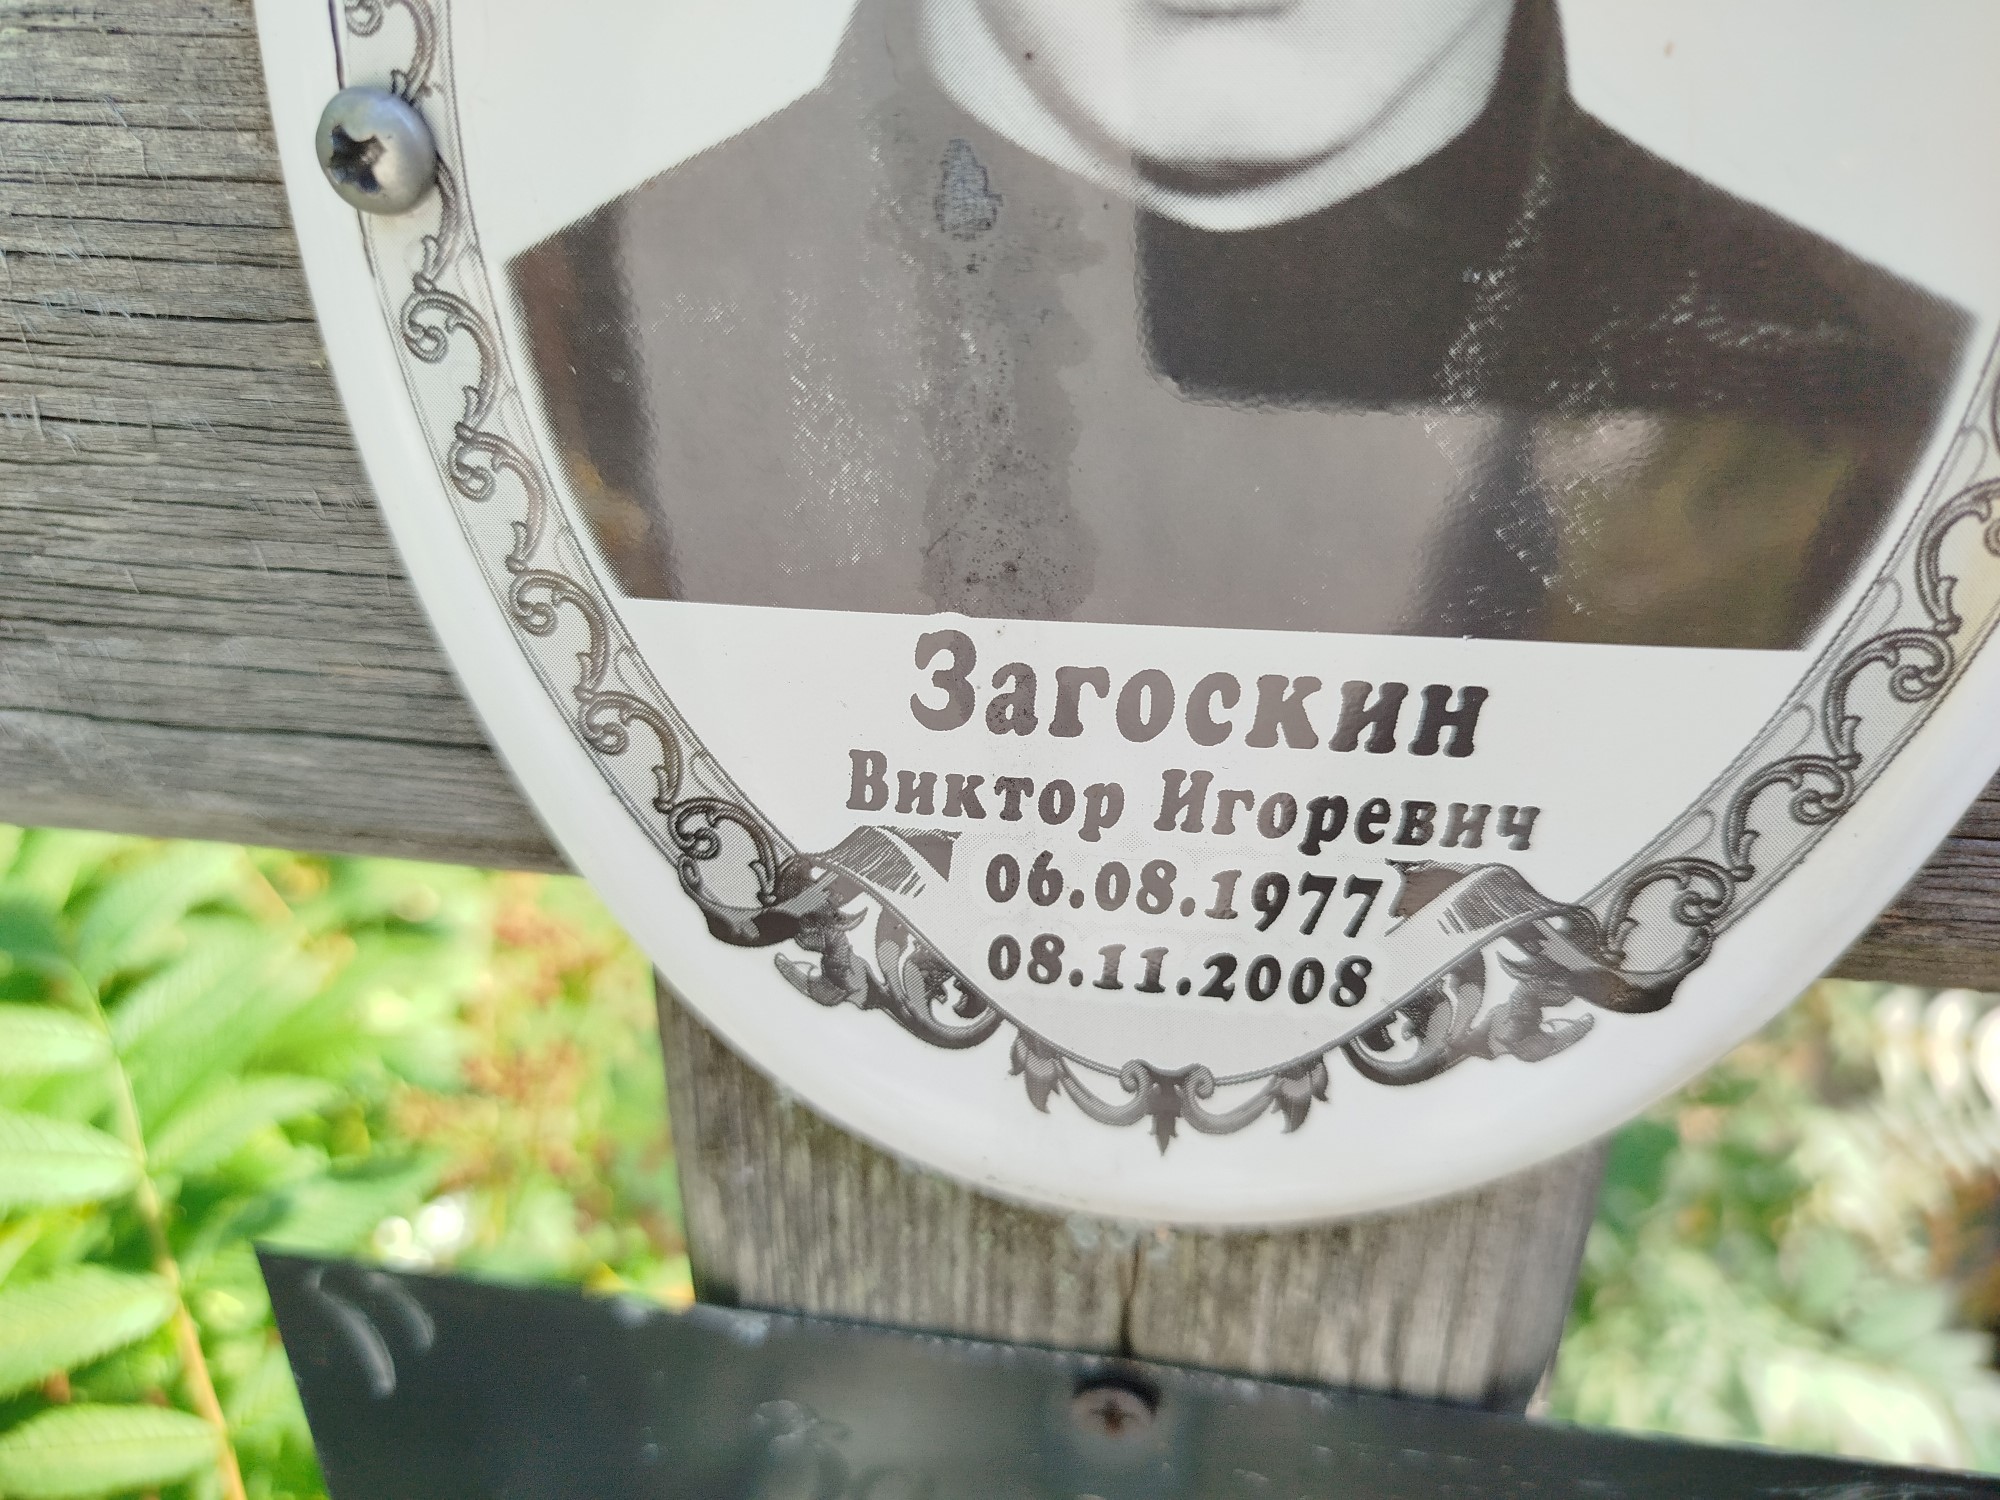 Загоскин
Виктор Игоревич
06.08.1977
08.11.2008